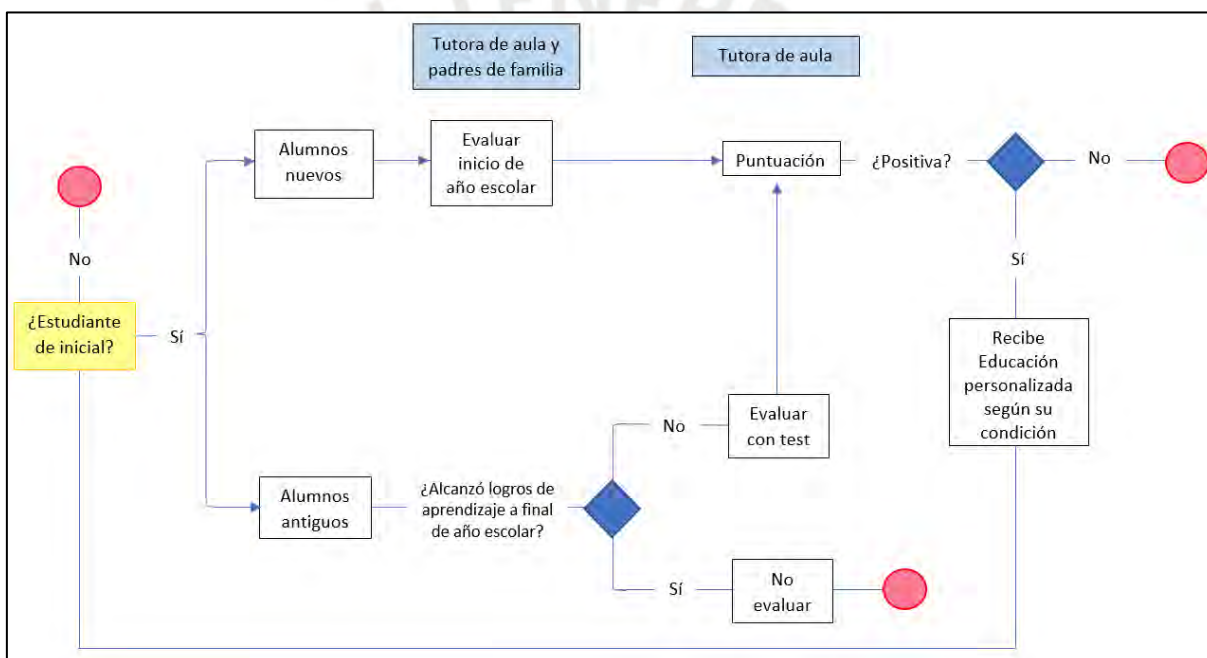 Tutora de aula y
padres de familia
Tutora de aula
Alumnos
nuevos
Evaluar
inicio de
año escolar
Puntuación
¿Positiva?
No
No
Sí
¿Estudiante
de inicial?
Sí
Recibe
Educación
personalizada
según su
condición
No
Evaluar
con test
Alumnos
antiguos
¿Alcanzó logros de
aprendizaje a final
de año escolar?
Sí
No
evaluar